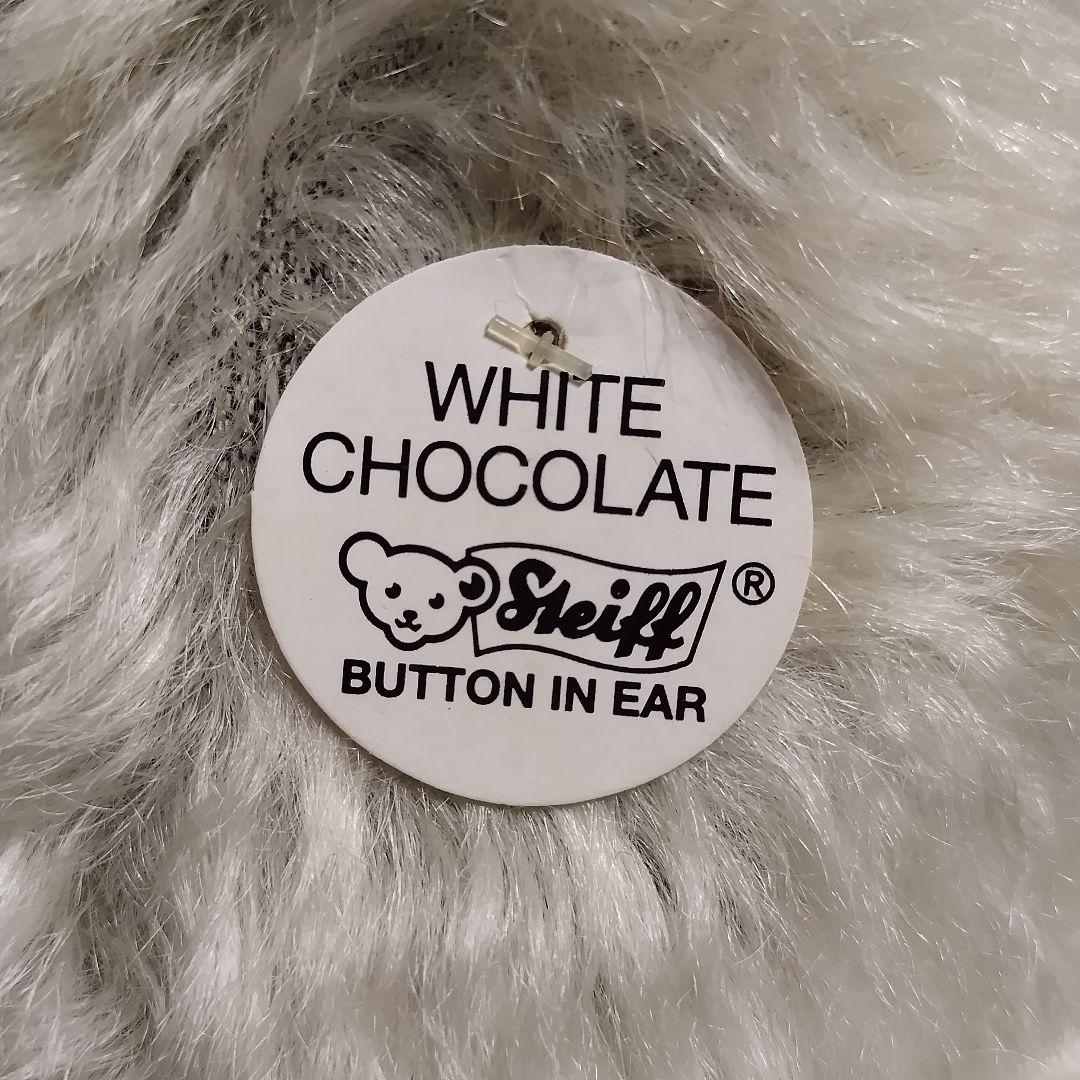 WHITE
CHOCOLATE
Steiff ®
BUTTON IN EAR